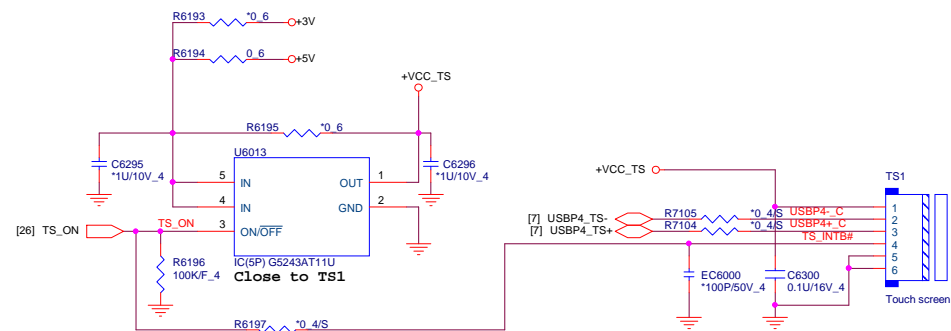 R6193 *0_6 +3V
R6194 0_6 +5V
+VCC_TS
R6195 *0_6
C6295
*1U/10V_4
U6013
5 IN OUT 1
4 IN GND 2
3 ON/OFF
C6296
*1U/10V_4
[26] TS_ON TS_ON
R6196
100K/F_4
IC(5P) G5243AT11U
Close to TS1
R6197 *0_4/S
+VCC_TS
TS1
[7] USBP4_TS- R7105 *0_4/S USBP4-_C
[7] USBP4_TS+ R7104 *0_4/S USBP4+_C
TS_INTB#
1
2
3
4
5
6
EC6000
*100P/50V_4
C6300
0.1U/16V_4
Touch screen